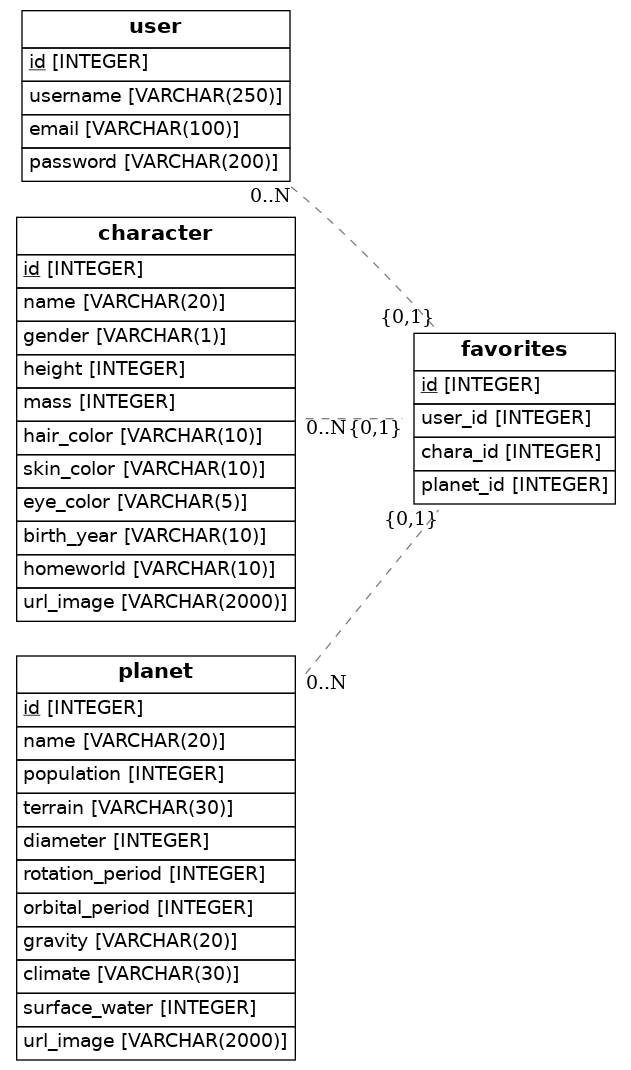 user
id [INTEGER]
username [VARCHAR(250)]
email [VARCHAR(100)]
password [VARCHAR(200)]
0..N
character
id [INTEGER]
name [VARCHAR(20)]
gender [VARCHAR(1)]
height [INTEGER]
mass [INTEGER]
hair_color [VARCHAR(10)]
skin_color [VARCHAR(10)]
eye_color [VARCHAR(5)]
birth_year [VARCHAR(10)]
homeworld [VARCHAR(10)]
url_image [VARCHAR(2000)]
0..N
{0,1}
{0,1}
favorites
id [INTEGER]
user_id [INTEGER]
chara_id [INTEGER]
planet_id [INTEGER]
{0,1}
0..N
planet
id [INTEGER]
name [VARCHAR(20)]
population [INTEGER]
terrain [VARCHAR(30)]
diameter [INTEGER]
rotation_period [INTEGER]
orbital_period [INTEGER]
gravity [VARCHAR(20)]
climate [VARCHAR(30)]
surface_water [INTEGER]
url_image [VARCHAR(2000)]